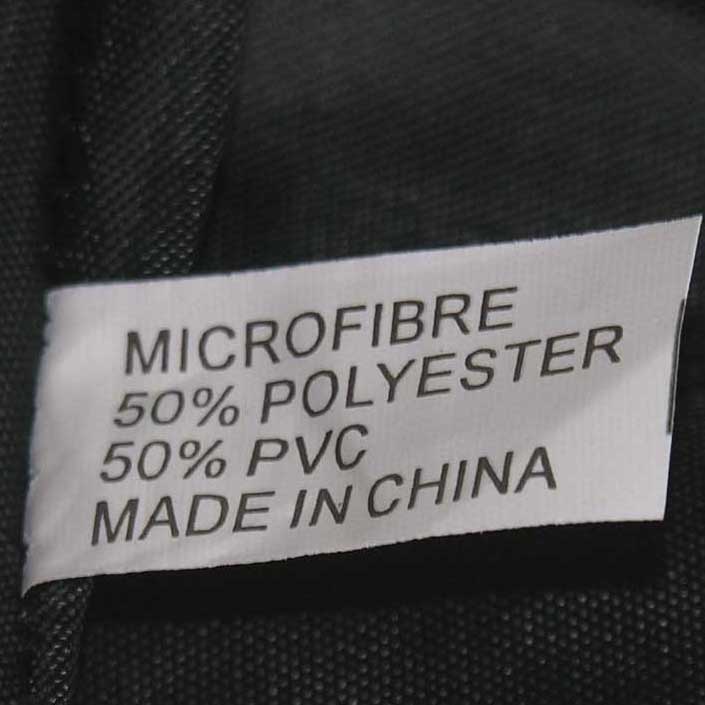 MICROFIBRE
50% POLYESTER
50% PVC
MADE IN CHINA